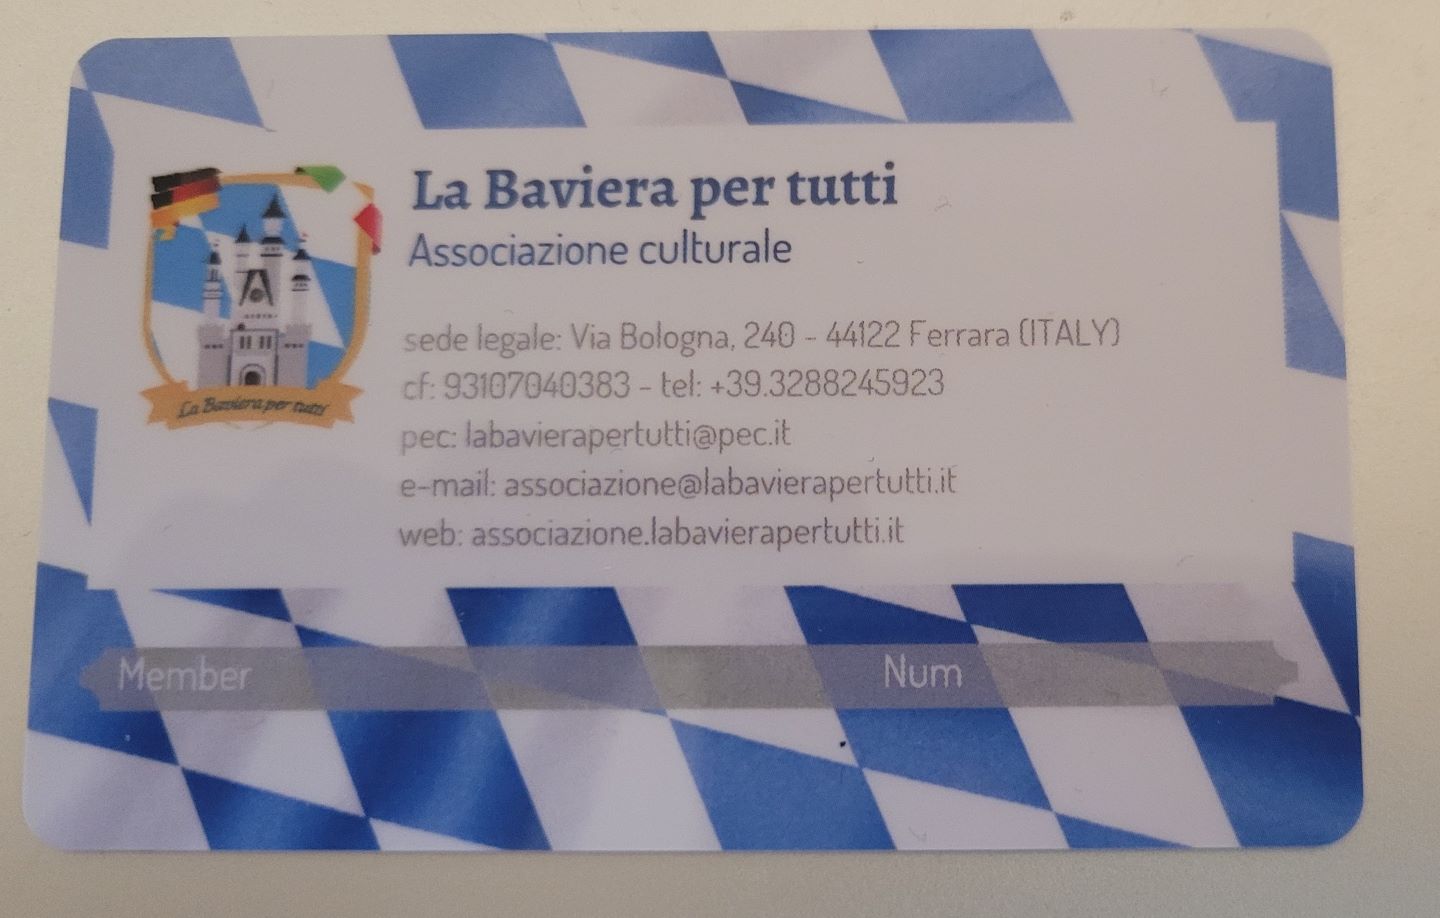 La Baviera per tutti
Associazione culturale
sede legale: Via Bologna, 240 - 44122 Ferrara (ITALY)
cf: 93107040383 - tel: +39.3288245923
pec: labavierapertutti@pec.it
e-mail: associazione@labavierapertutti.it
web: associazione.labavierapertutti.it
La Baviera per tutti
Member Num